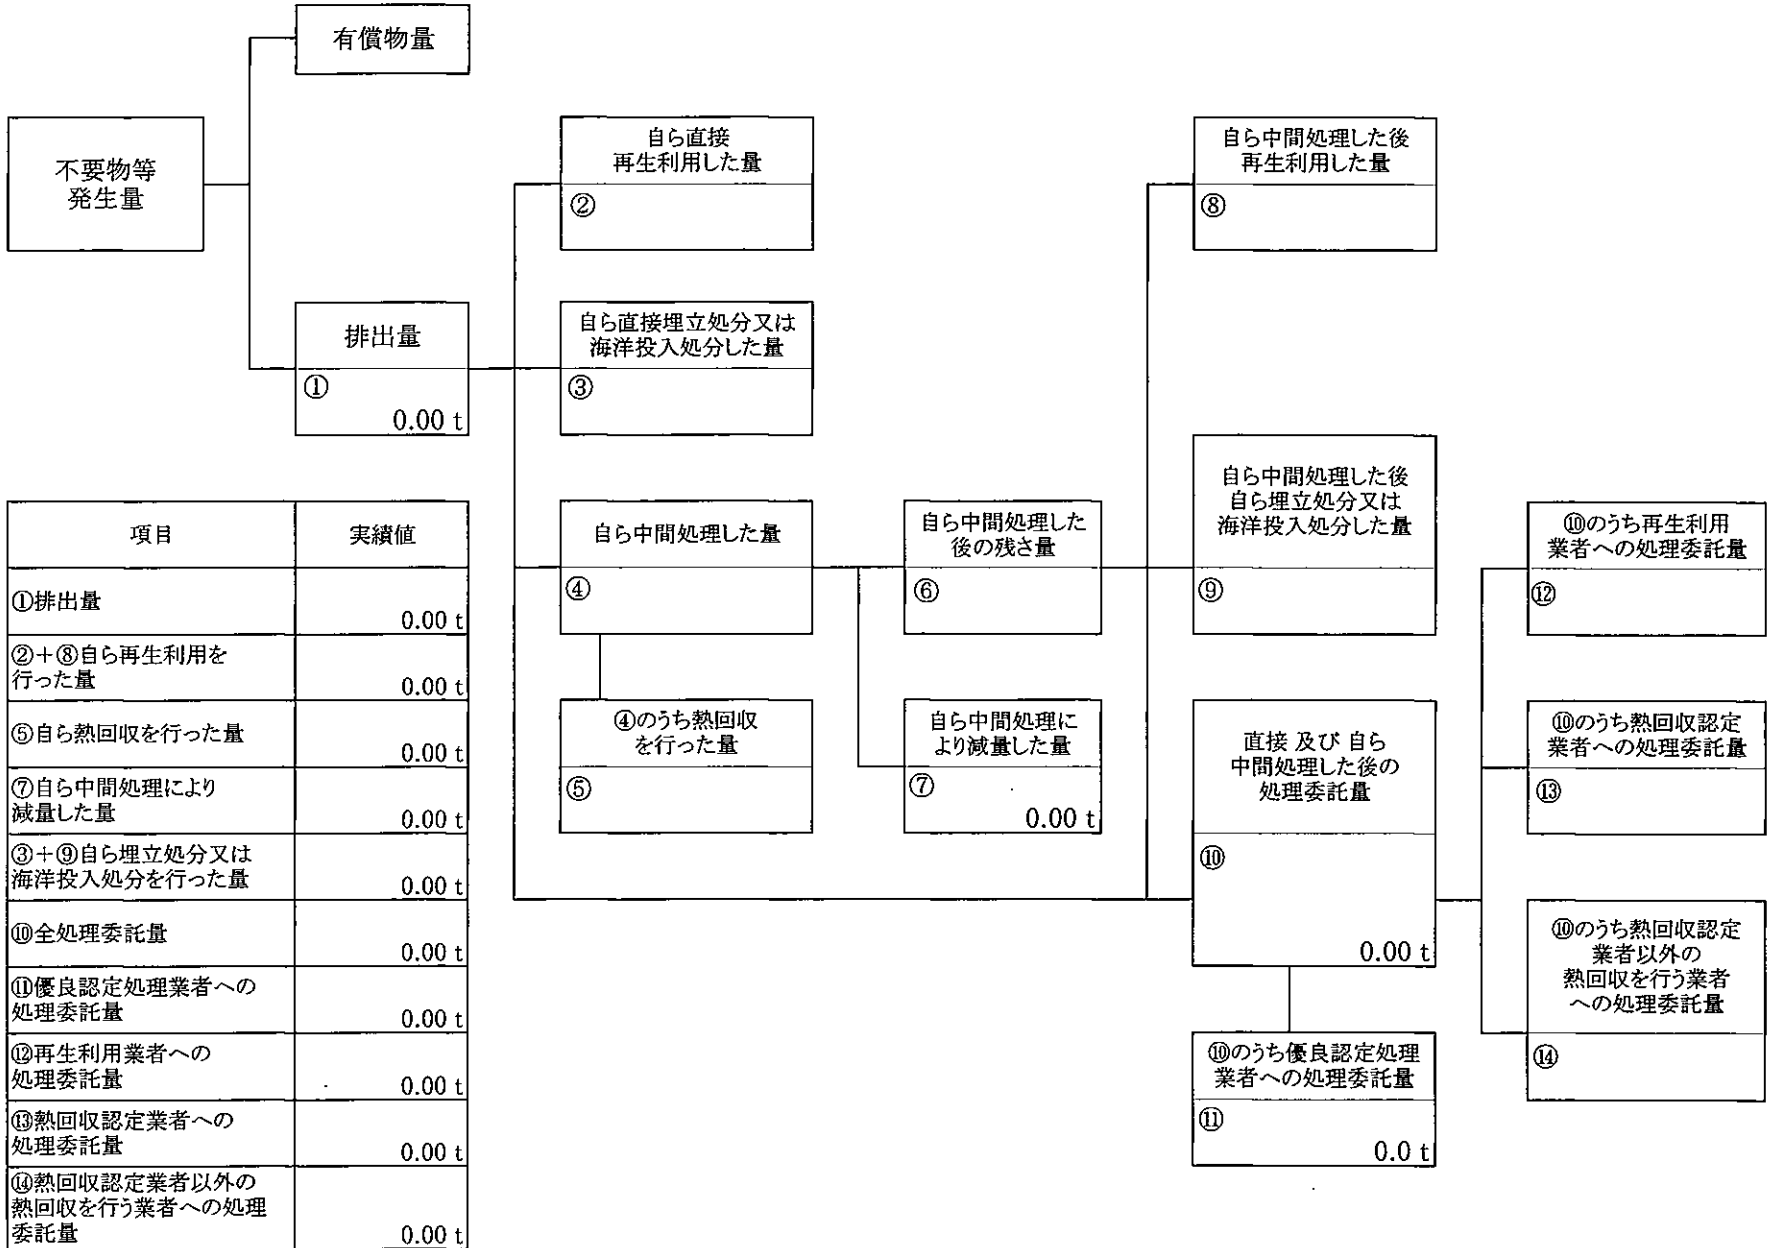 有償物量
不要物等
発生量
自ら直接
再生利用した量
②
自ら中間処理した後
再生利用した量
⑧
排出量
①
0.00 t
自ら直接埋立処分又は
海洋投入処分した量
③
自ら中間処理した量
④
自ら中間処理した
後の残さ量
⑥
自ら中間処理した後
自ら埋立処分又は
海洋投入処分した量
⑨
⑩のうち再生利用
業者への処理委託量
⑫
④のうち熱回収
を行った量
⑤
自ら中間処理に
より減量した量
⑦
0.00 t
直接 及び 自ら
中間処理した後の
処理委託量
⑩
0.00 t
⑩のうち熱回収認定
業者への処理委託量
⑬
⑩のうち熱回収認定
業者以外の
熱回収を行う業者
への処理委託量
⑭
⑩のうち優良認定処理
業者への処理委託量
⑪
0.0 t
項目 実績値
①排出量
0.00 t
②+⑧自ら再生利用を
行った量
0.00 t
⑤自ら熱回収を行った量
0.00 t
⑦自ら中間処理により
減量した量
0.00 t
③+⑨自ら埋立処分又は
海洋投入処分を行った量
0.00 t
⑩全処理委託量
0.00 t
⑪優良認定処理業者への
処理委託量
0.00 t
⑫再生利用業者への
処理委託量
0.00 t
⑬熱回収認定業者への
処理委託量
0.00 t
⑭熱回収認定業者以外の
熱回収を行う業者への処理
委託量
0.00 t